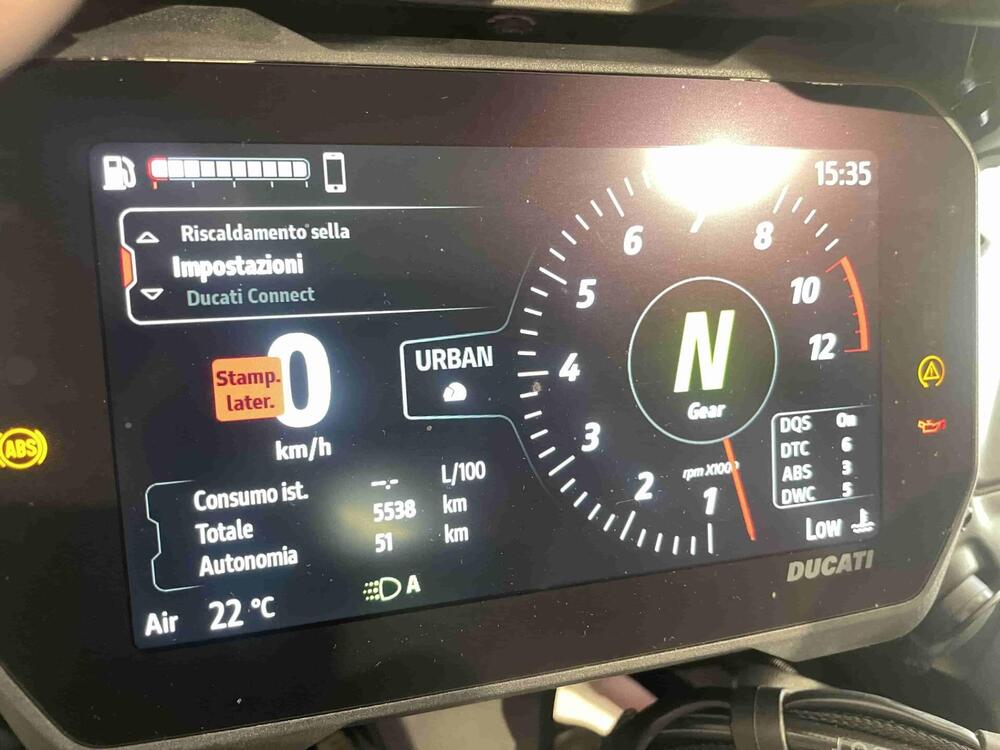 15:35
Riscaldamento sella
Impostazioni
Ducati Connect
Stamp.
later.
0
km/h
URBAN
1
2
3
4
5
6
8
10
12
N
Gear
rpm X1000
DQS On
DTC 6
ABS 3
DWC 5
Consumo ist. --.- L/100
Totale 5538 km
Autonomia 51 km
Low
A
Air 22 °C
DUCATI
ABS